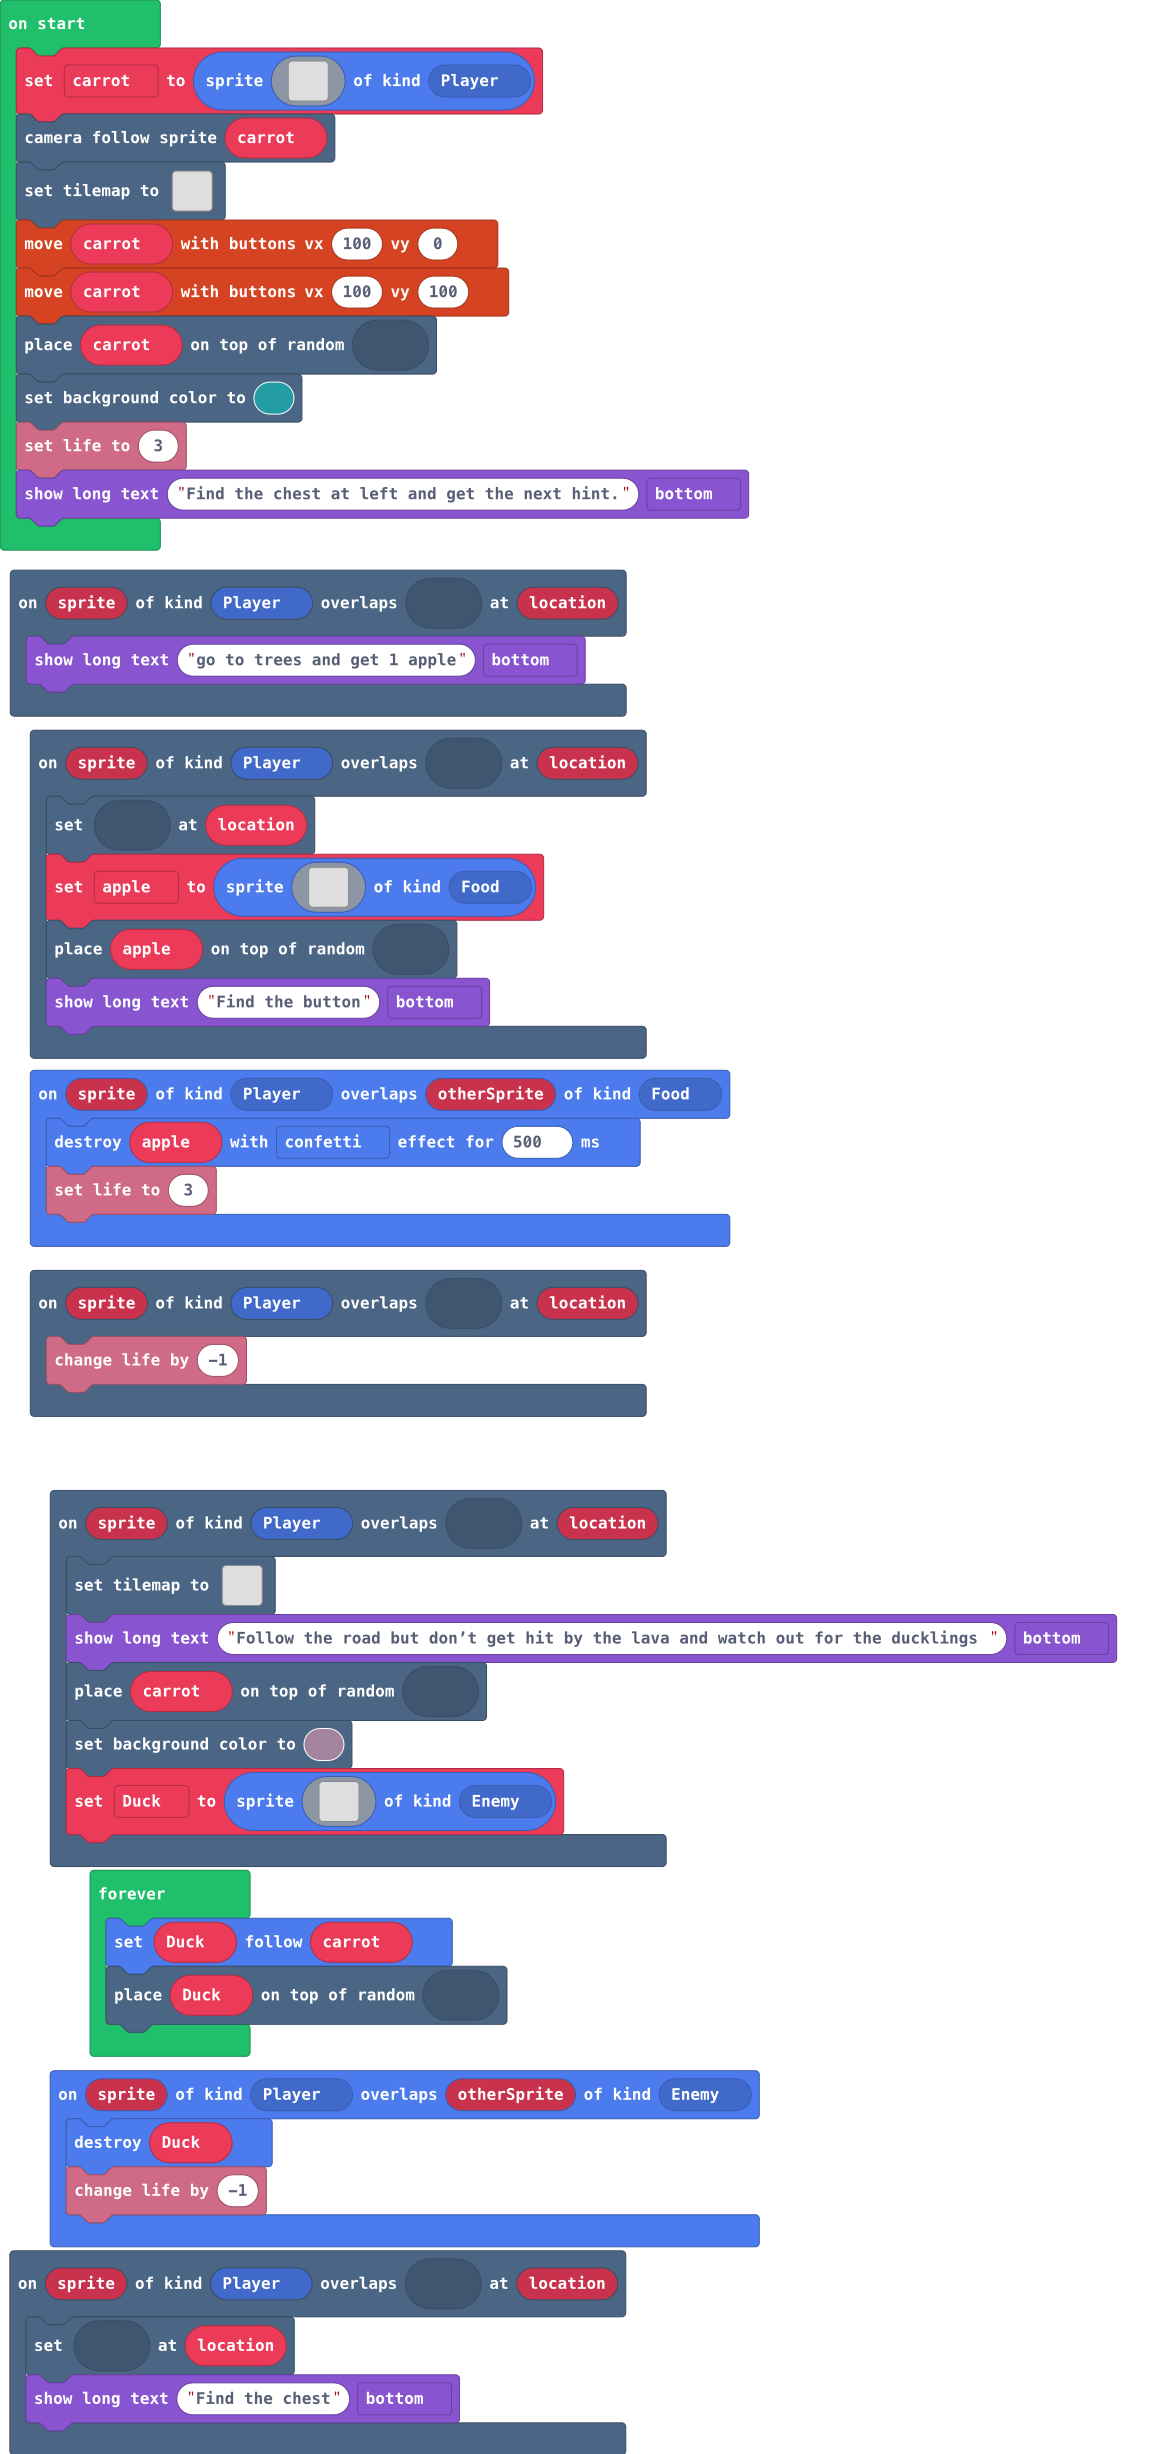 on start
set carrot to sprite of kind Player
camera follow sprite carrot
set tilemap to
move carrot with buttons vx 100 vy 0
move carrot with buttons vx 100 vy 100
place carrot on top of random
set background color to
set life to 3
show long text "Find the chest at left and get the next hint." bottom
on sprite of kind Player overlaps at location
show long text "go to trees and get 1 apple" bottom
on sprite of kind Player overlaps at location
set at location
set apple to sprite of kind Food
place apple on top of random
show long text "Find the button" bottom
on sprite of kind Player overlaps otherSprite of kind Food
destroy apple with confetti effect for 500 ms
set life to 3
on sprite of kind Player overlaps at location
change life by -1
on sprite of kind Player overlaps at location
set tilemap to
show long text "Follow the road but don’t get hit by the lava and watch out for the ducklings " bottom
place carrot on top of random
set background color to
set Duck to sprite of kind Enemy
forever
set Duck follow carrot
place Duck on top of random
on sprite of kind Player overlaps otherSprite of kind Enemy
destroy Duck
change life by -1
on sprite of kind Player overlaps at location
set at location
show long text "Find the chest" bottom